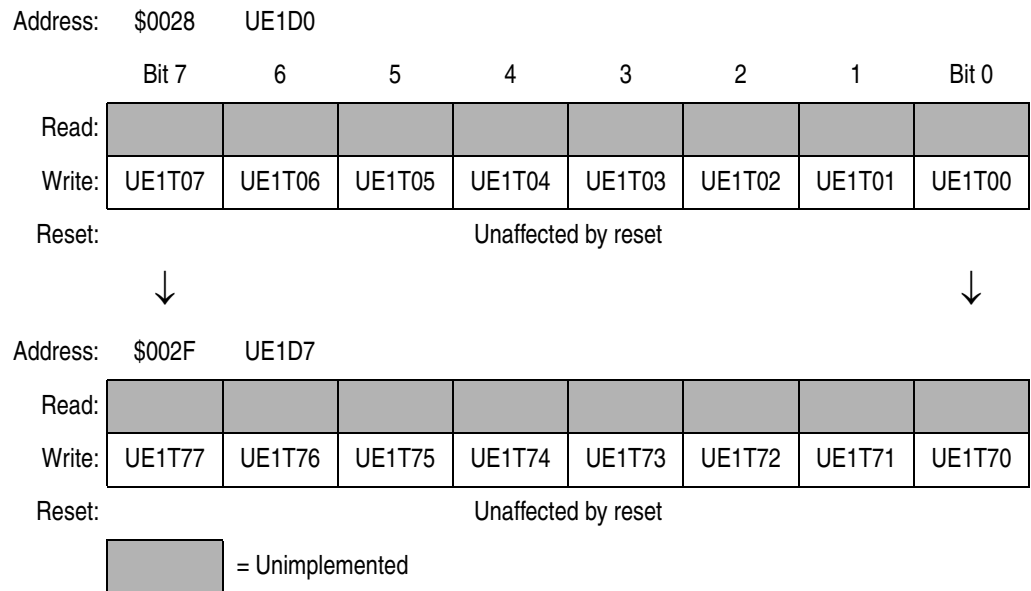 Address: $0028 UE1D0
Bit 7 6 5 4 3 2 1 Bit 0
Read:
Write: UE1T07 UE1T06 UE1T05 UE1T04 UE1T03 UE1T02 UE1T01 UE1T00
Reset: Unaffected by reset
↓ ↓
Address: $002F UE1D7
Read:
Write: UE1T77 UE1T76 UE1T75 UE1T74 UE1T73 UE1T72 UE1T71 UE1T70
Reset: Unaffected by reset
= Unimplemented